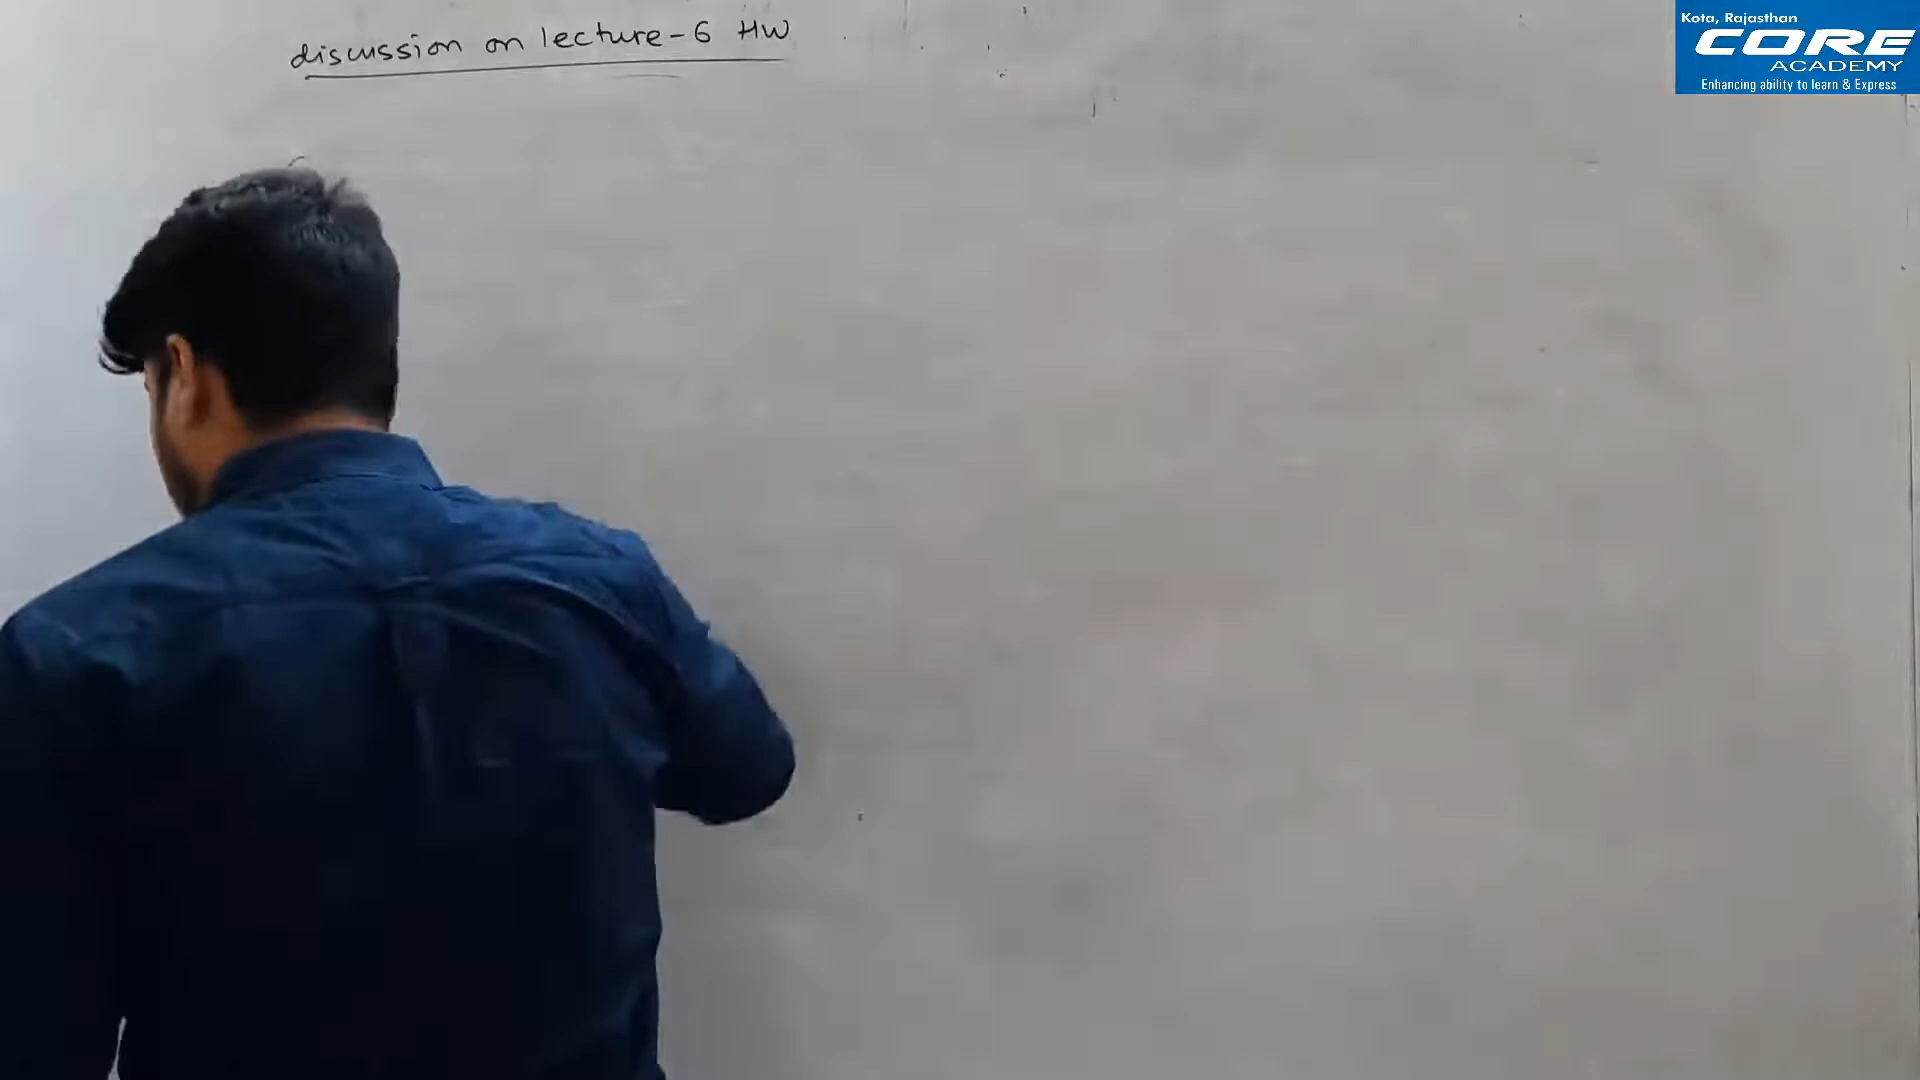 discussion on lecture-6 HW
Kota, Rajasthan
CORE
ACADEMY
Enhancing ability to learn & Express